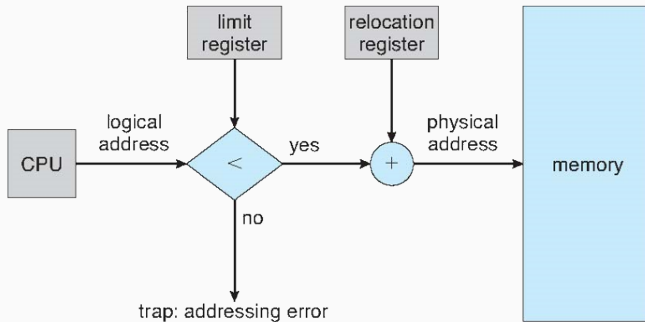 limit
register
relocation
register
CPU
logical
address
<
yes
+
physical
address
memory
no
trap: addressing error